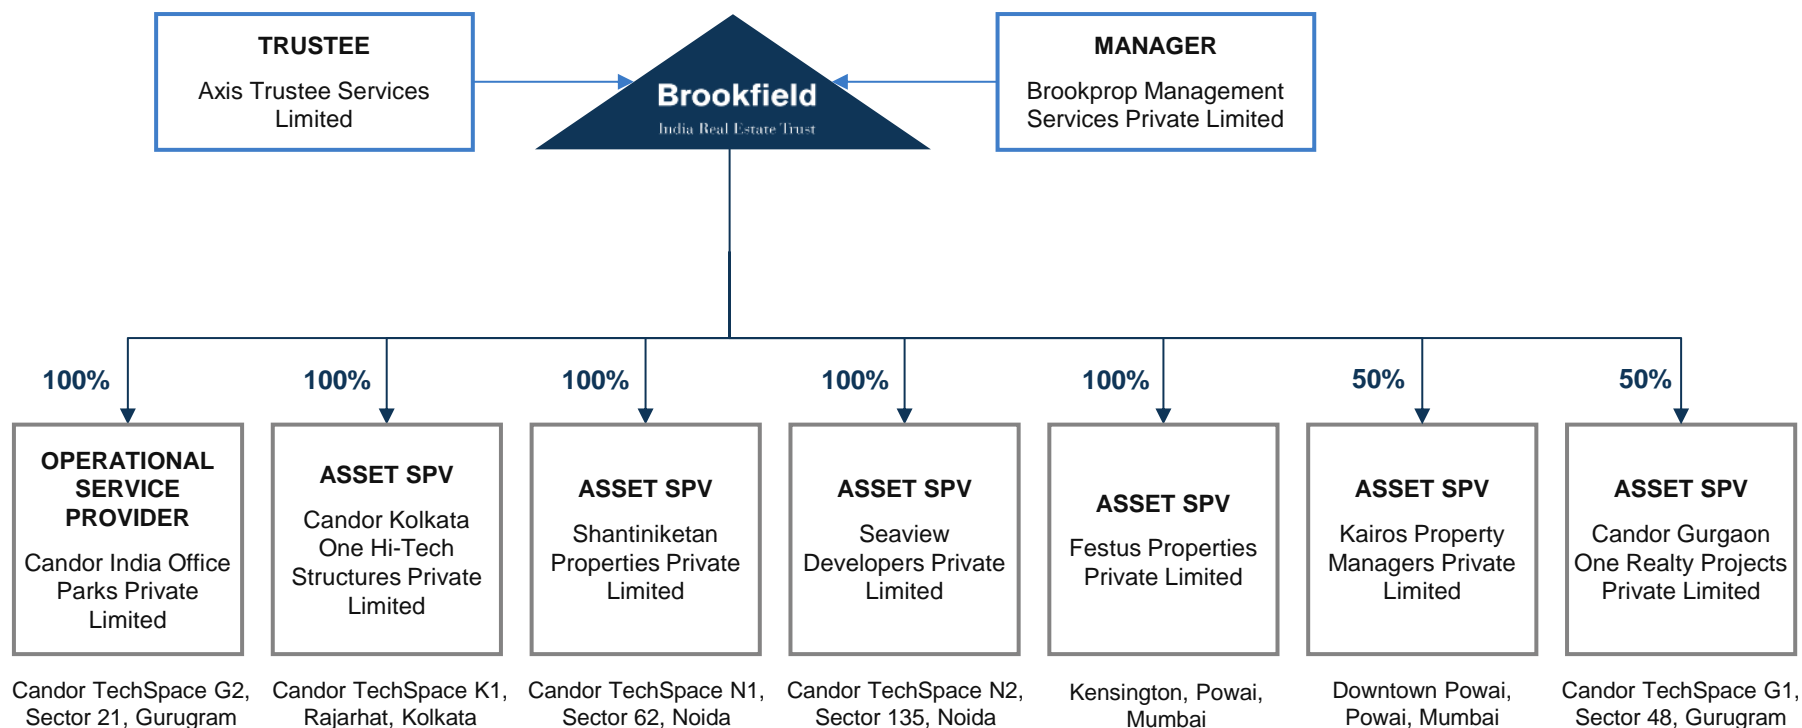 TRUSTEE
Axis Trustee Services
Limited
Brookfield
India Real Estate Trust
MANAGER
Brookprop Management
Services Private Limited
100%
100%
100%
100%
100%
50%
50%
OPERATIONAL
SERVICE
PROVIDER
Candor India Office
Parks Private
Limited
ASSET SPV
Candor Kolkata
One Hi-Tech
Structures Private
Limited
ASSET SPV
Shantiniketan
Properties Private
Limited
ASSET SPV
Seaview
Developers Private
Limited
ASSET SPV
Festus Properties
Private Limited
ASSET SPV
Kairos Property
Managers Private
Limited
ASSET SPV
Candor Gurgaon
One Realty Projects
Private Limited
Candor TechSpace G2,
Sector 21, Gurugram
Candor TechSpace K1,
Rajarhat, Kolkata
Candor TechSpace N1,
Sector 62, Noida
Candor TechSpace N2,
Sector 135, Noida
Kensington, Powai,
Mumbai
Downtown Powai,
Powai, Mumbai
Candor TechSpace G1,
Sector 48, Gurugram